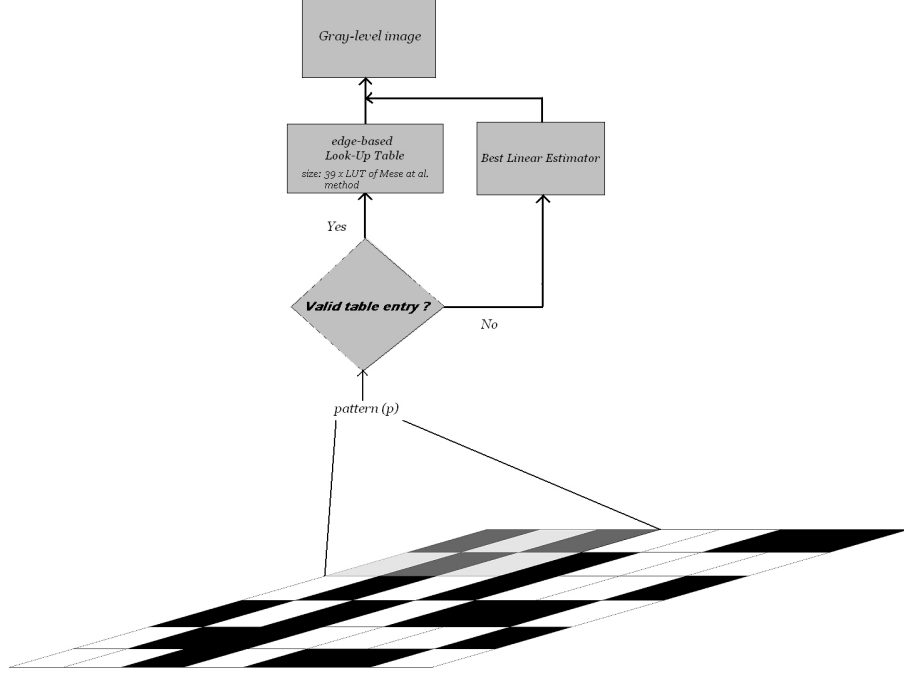 Gray-level image
edge-based
Look-Up Table
size: 39 x LUT of Mese at al.
method
Best Linear Estimator
Yes
Valid table entry ?
No
pattern (p)